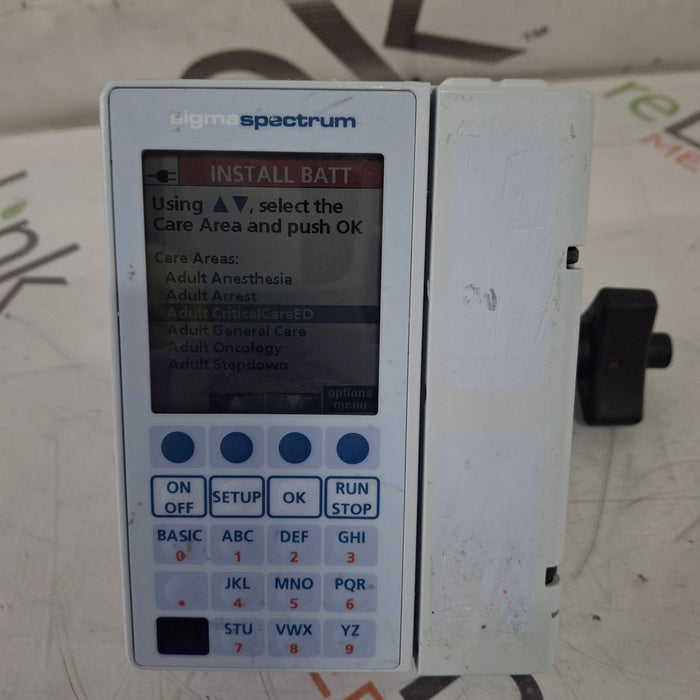 sigmaspectrum
INSTALL BATT
Using ▲▼, select the
Care Area and push OK
Care Areas:
Adult Anesthesia
Adult Arrest
Adult CriticalCareED
Adult General Care
Adult Oncology
Adult Stepdown
options
menu
ON
OFF
SETUP
OK
RUN
STOP
BASIC
0
ABC
1
DEF
2
GHI
3
.
JKL
4
MNO
5
PQR
6
STU
7
VWX
8
YZ
9